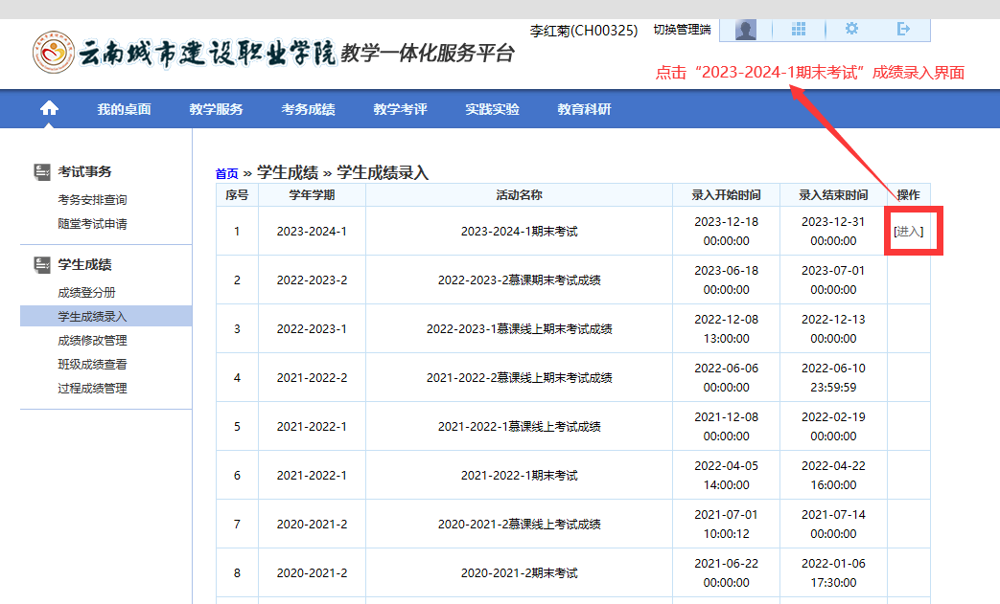 李红菊(CH00325) 切换管理端
云南城市建设职业学院 教学一体化服务平台
点击“2023-2024-1期末考试”成绩录入界面
我的桌面 教学服务 考务成绩 教学考评 实践实验 教育科研
考试事务
考务安排查询
随堂考试申请
学生成绩
成绩登分册
学生成绩录入
成绩修改管理
班级成绩查看
过程成绩管理
首页 » 学生成绩 » 学生成绩录入
序号 学年学期 活动名称 录入开始时间 录入结束时间 操作
1 2023-2024-1 2023-2024-1期末考试 2023-12-18 00:00:00 2023-12-31 00:00:00 [进入]
2 2022-2023-2 2022-2023-2慕课期末考试成绩 2023-06-18 00:00:00 2023-07-01 00:00:00
3 2022-2023-1 2022-2023-1慕课线上期末考试成绩 2022-12-08 13:00:00 2022-12-13 00:00:00
4 2021-2022-2 2021-2022-2慕课线上期末考试成绩 2022-06-06 00:00:00 2022-06-10 23:59:59
5 2021-2022-1 2021-2022-1慕课线上考试成绩 2021-12-08 00:00:00 2022-02-19 00:00:00
6 2021-2022-1 2021-2022-1期末考试 2022-04-05 14:00:00 2022-04-22 16:00:00
7 2020-2021-2 2020-2021-2慕课线上考试成绩 2021-07-01 10:00:12 2021-07-14 00:00:00
8 2020-2021-2 2020-2021-2期末考试 2021-06-22 00:00:00 2022-01-06 17:30:00